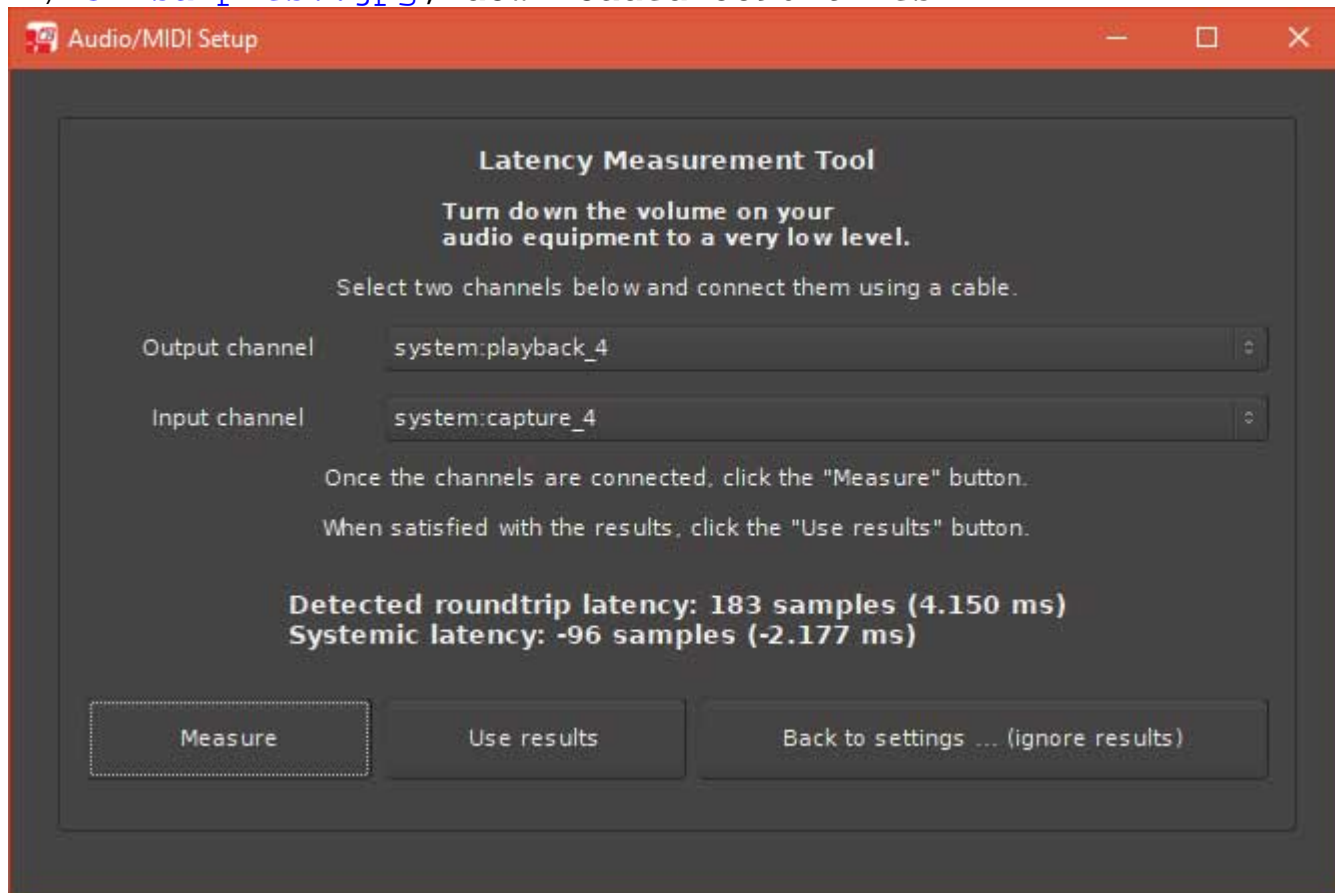 Audio/MIDI Setup
Latency Measurement Tool
Turn down the volume on your
audio equipment to a very low level.
Select two channels below and connect them using a cable.
Output channel system:playback_4
Input channel system:capture_4
Once the channels are connected, click the "Measure" button.
When satisfied with the results, click the "Use results" button.
Detected roundtrip latency: 183 samples (4.150 ms)
Systemic latency: -96 samples (-2.177 ms)
Measure Use results Back to settings ... (ignore results)